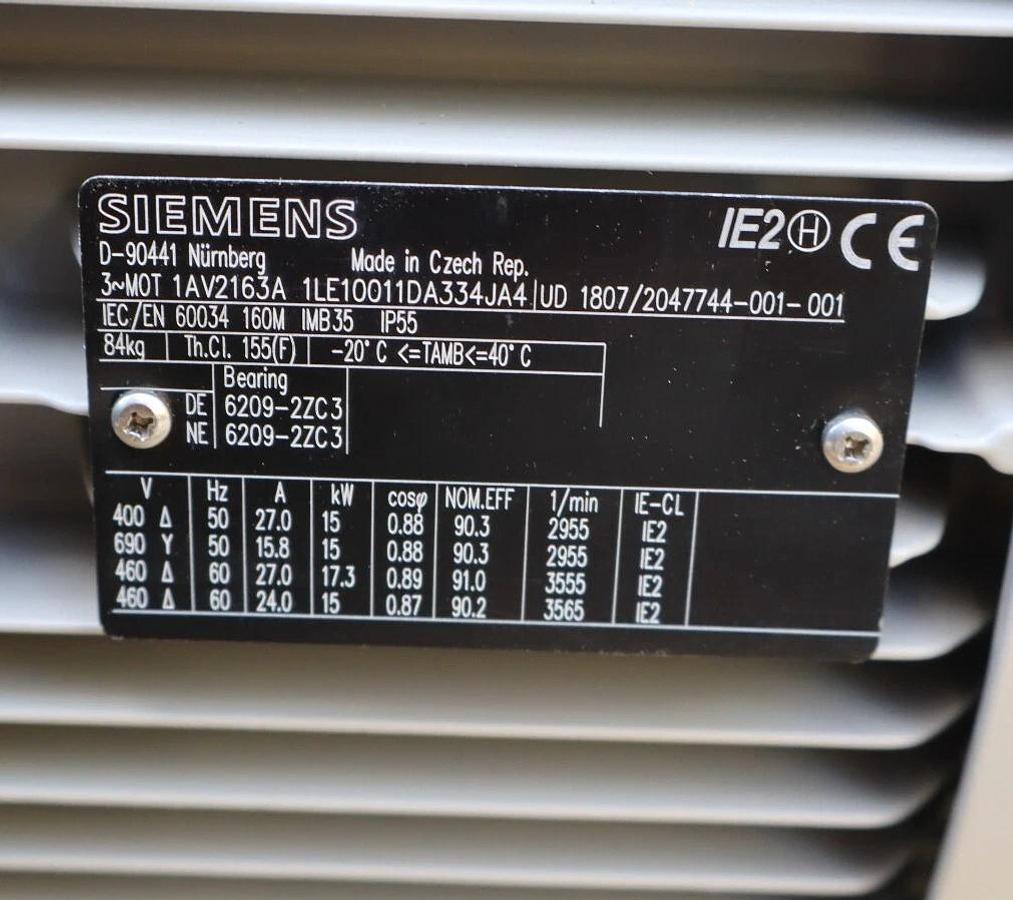 SIEMENS IE2 H CE
D-90441 Nürnberg Made in Czech Rep.
3~MOT 1AV2163A 1LE10011DA334JA4 UD 1807/2047744-001-001
IEC/EN 60034 160M IMB35 IP55
84kg Th.Cl. 155(F) -20°C <=TAMB<=40°C
Bearing
DE 6209-2ZC3
NE 6209-2ZC3
V Hz A kW cosφ NOM.EFF 1/min IE-CL
400 Δ 50 27.0 15 0.88 90.3 2955 IE2
690 Y 50 15.8 15 0.88 90.3 2955 IE2
460 Δ 60 27.0 17.3 0.89 91.0 3555 IE2
460 Δ 60 24.0 15 0.87 90.2 3565 IE2